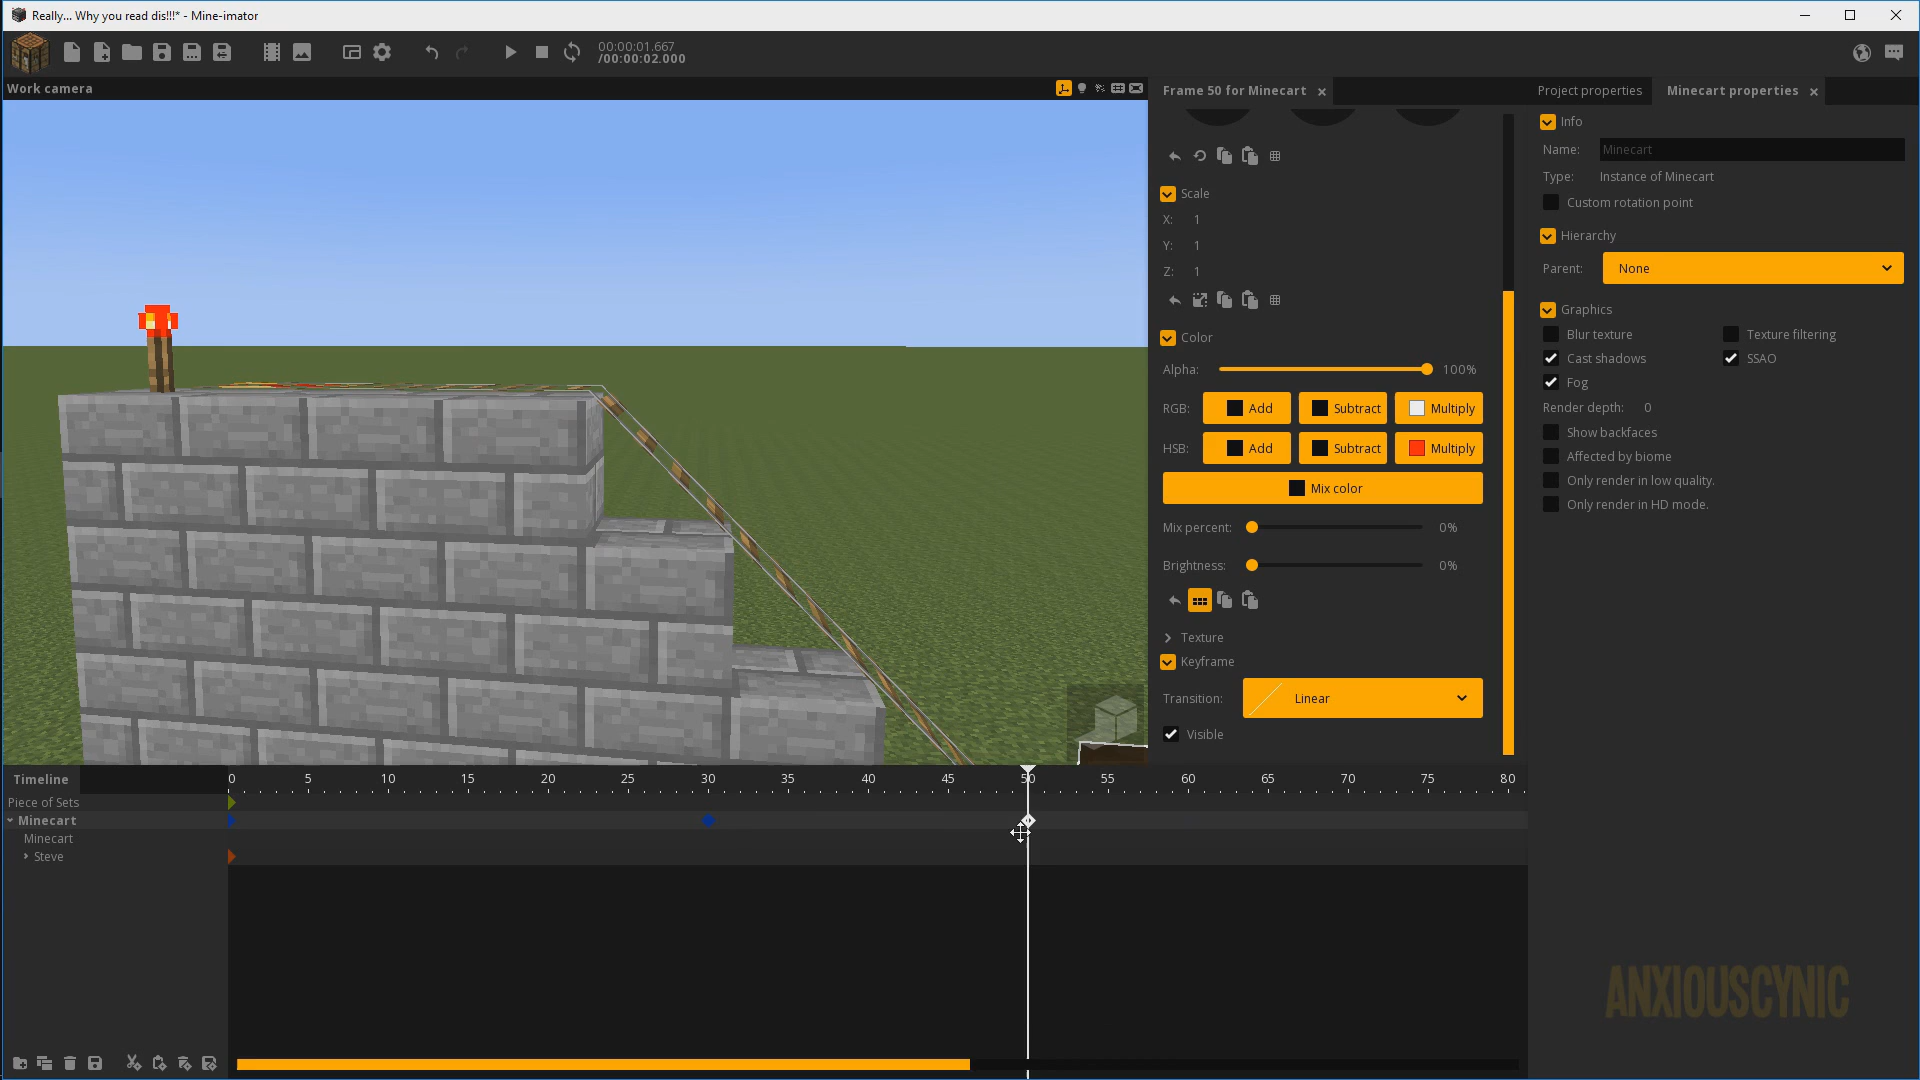 Really... Why you read dis!!!* - Mine-imator
00:00:01.667
/00:00:02.000
Work camera
Frame 50 for Minecart
Project properties
Minecart properties
Info
Name: Minecart
Type: Instance of Minecart
Custom rotation point
Hierarchy
Parent: None
Graphics
Blur texture
Texture filtering
Cast shadows
SSAO
Fog
Render depth: 0
Show backfaces
Affected by biome
Only render in low quality.
Only render in HD mode.
Scale
X: 1
Y: 1
Z: 1
Color
Alpha: 100%
RGB: Add Subtract Multiply
HSB: Add Subtract Multiply
Mix color
Mix percent: 0%
Brightness: 0%
Texture
Keyframe
Transition: Linear
Visible
Timeline
0 5 10 15 20 25 30 35 40 45 50 55 60 65 70 75 80
Piece of Sets
Minecart
Minecart
Steve
ANXIOUSCYNIC